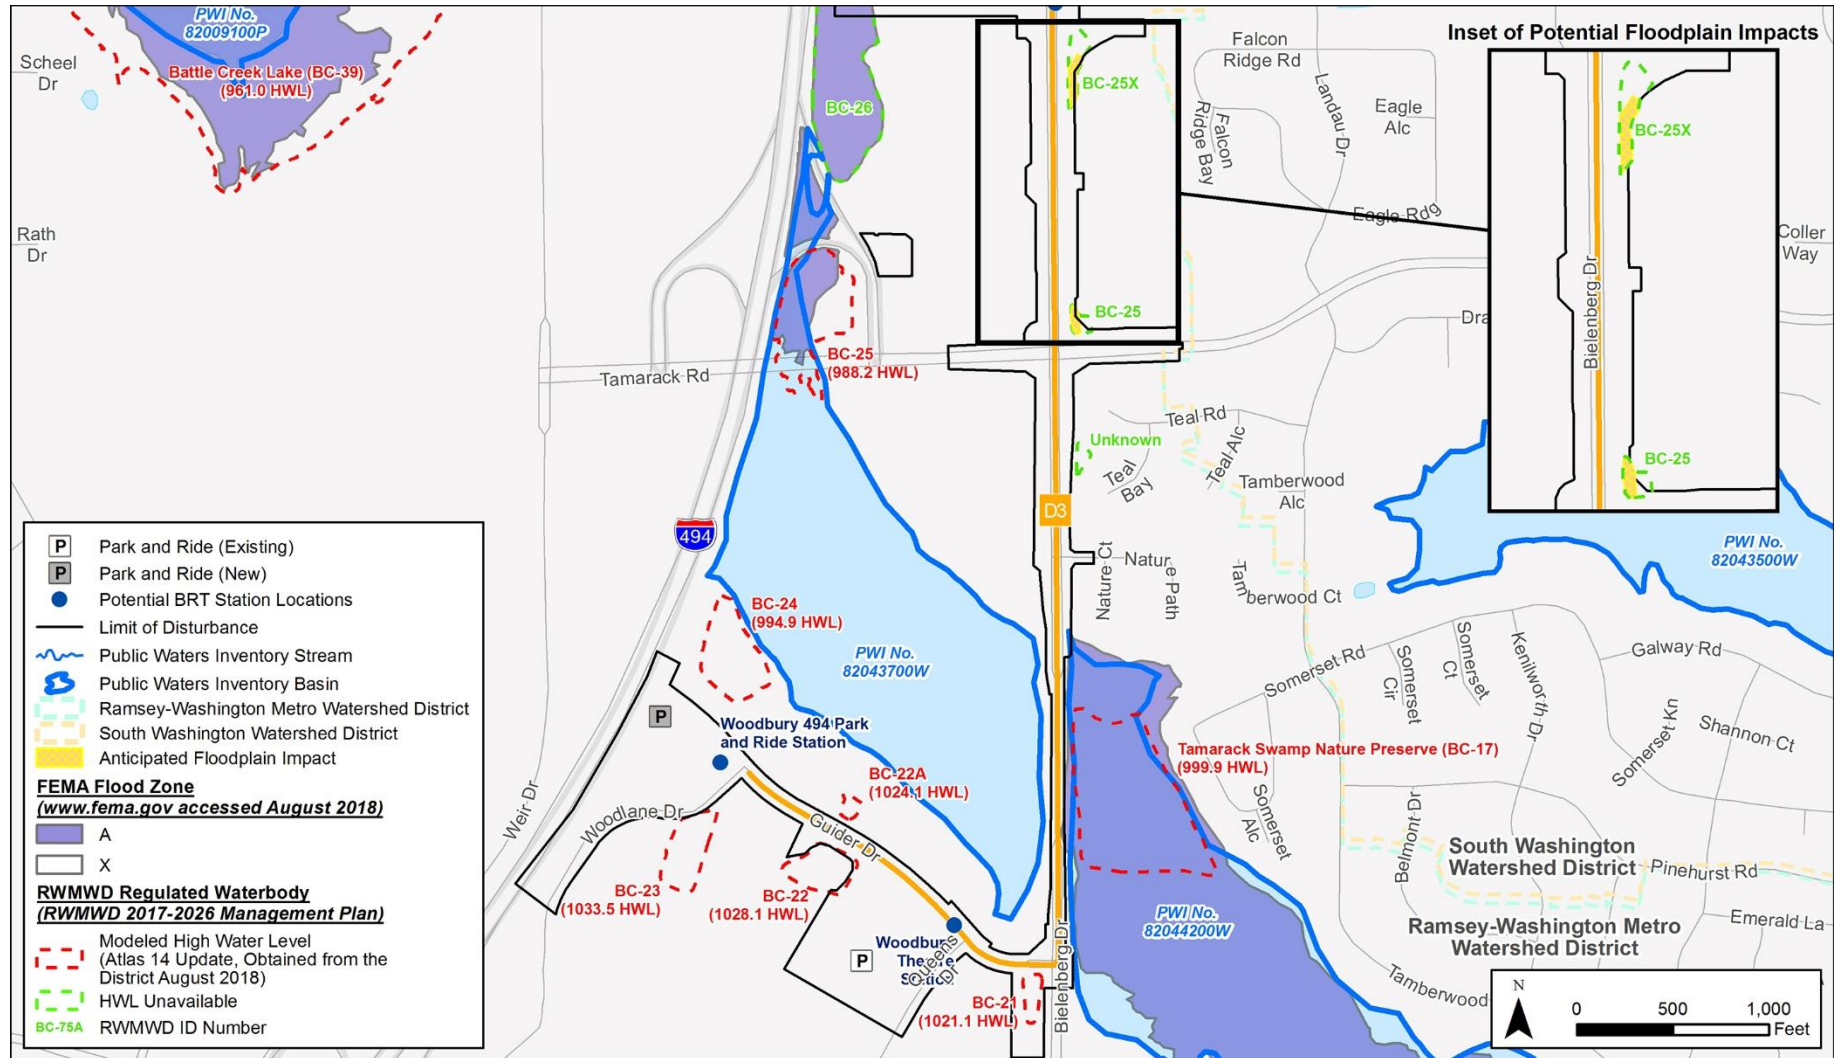 PWI No.
82009100P
Scheel
Dr
Battle Creek Lake (BC-39)
(961.0 HWL)
BC-26
Rath
Dr
BC-25X
BC-25
Falcon
Ridge Rd
Falcon
Ridge Bay
Landau Dr
Eagle
Alc
Eagle Rdg
Inset of Potential Floodplain Impacts
BC-25X
Bielenberg Dr
BC-25
Coller
Way
Dra
Tamarack Rd
BC-25
(988.2 HWL)
Teal Rd
Unknown
Teal
Bay
Teal Alc
Tamberwood
Alc
D3
494
Nature Ct
Nature Path
Tamberwood Ct
PWI No.
82043500W
BC-24
(994.9 HWL)
PWI No.
82043700W
Somerset Rd
Somerset
Cir
Somerset
Ct
Kenilworth Dr
Galway Rd
Somerset Kn
Shannon Ct
P
Woodbury 494 Park
and Ride Station
Tamarack Swamp Nature Preserve (BC-17)
(999.9 HWL)
BC-22A
(1024.1 HWL)
Weir Dr
Woodlane Dr
Guider Dr
Somerset
Alc
Belmont Dr
South Washington
Watershed District
Pinehurst Rd
BC-23
(1033.5 HWL)
BC-22
(1028.1 HWL)
PWI No.
82044200W
Ramsey-Washington Metro
Watershed District
Emerald La
P
Queens
Dr
Bielenberg Dr
BC-21
(1021.1 HWL)
Tamberwood
P Park and Ride (Existing)
P Park and Ride (New)
Potential BRT Station Locations
Limit of Disturbance
Public Waters Inventory Stream
Public Waters Inventory Basin
Ramsey-Washington Metro Watershed District
South Washington Watershed District
Anticipated Floodplain Impact
FEMA Flood Zone
(www.fema.gov accessed August 2018)
A
X
RWMWD Regulated Waterbody
(RWMWD 2017-2026 Management Plan)
Modeled High Water Level
(Atlas 14 Update, Obtained from the
District August 2018)
HWL Unavailable
BC-75A RWMWD ID Number
N
0 500 1,000
Feet